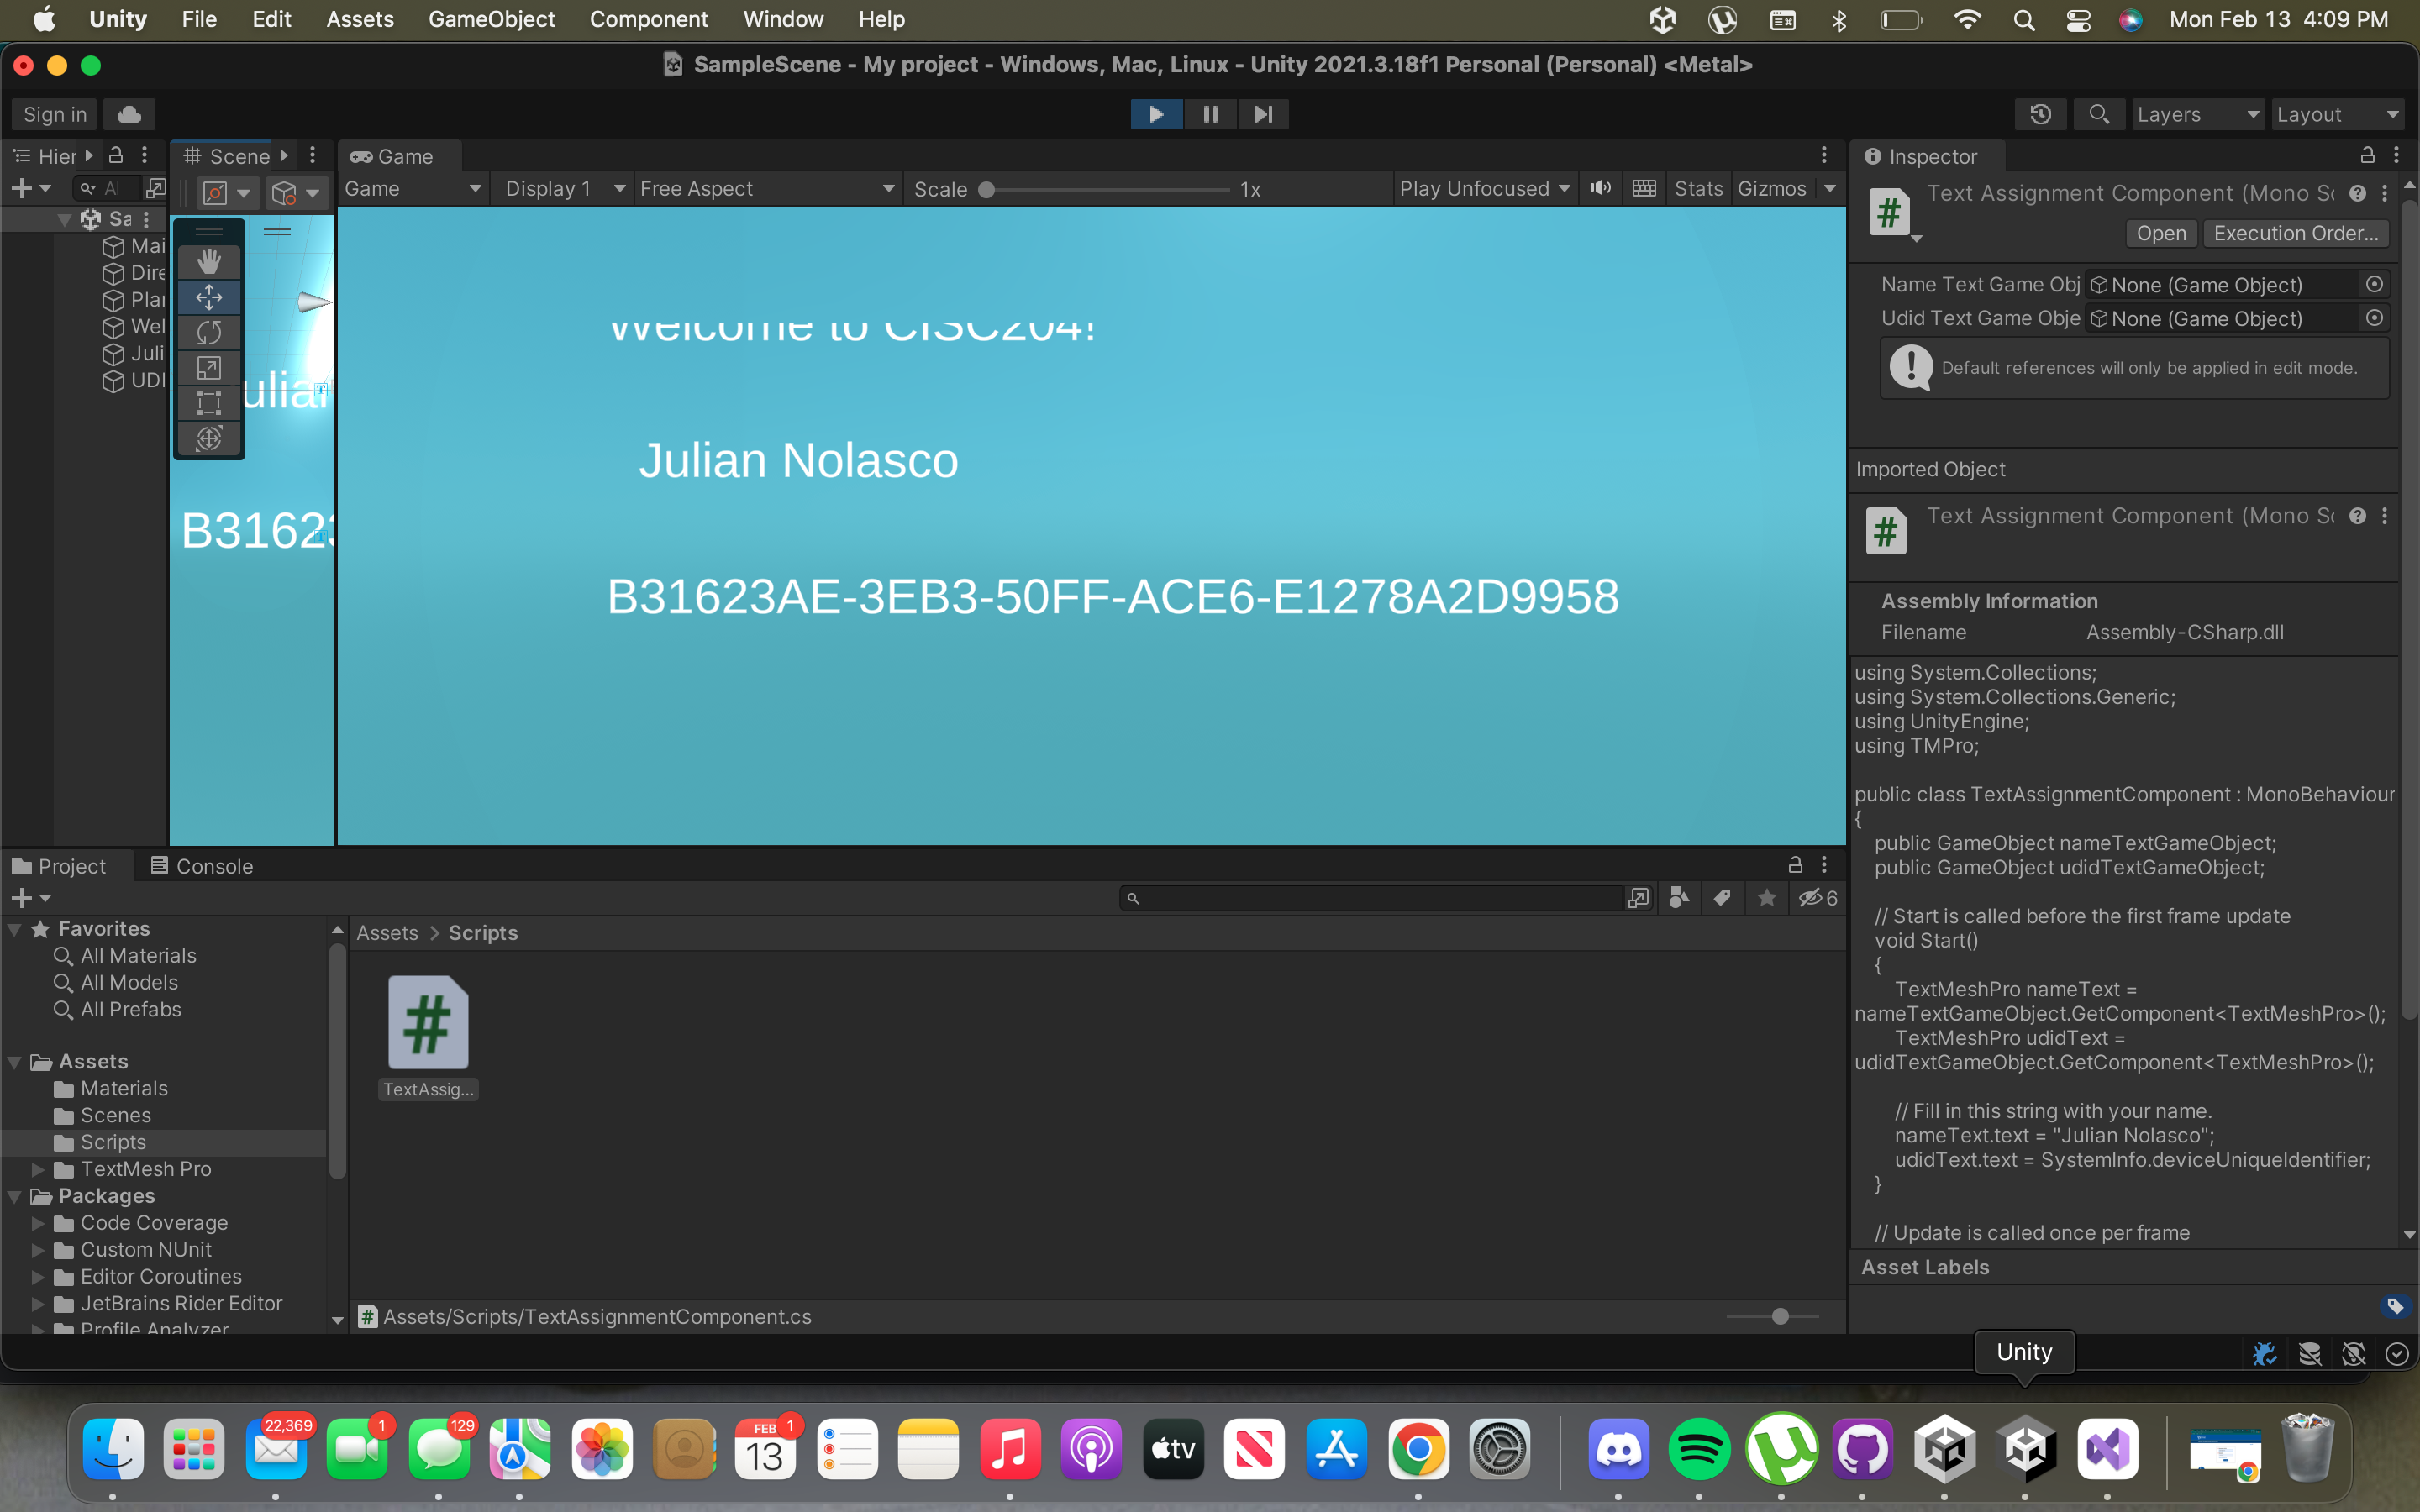 Unity File Edit Assets GameObject Component Window Help Mon Feb 13 4:09 PM
SampleScene - My project - Windows, Mac, Linux - Unity 2021.3.18f1 Personal (Personal) <Metal>
Sign in Layers Layout
Hier Scene Game Inspector
Game Display 1 Free Aspect Scale 1x Play Unfocused Stats Gizmos
Text Assignment Component (Mono Sc
Open Execution Order...
Sa
Mai
Dire
Plan
Wel
Juli
UDI
Name Text Game Obj None (Game Object)
Udid Text Game Obje None (Game Object)
Default references will only be applied in edit mode.
Welcome to CISC204!
ulian
Julian Nolasco
B31623
B31623AE-3EB3-50FF-ACE6-E1278A2D9958
Imported Object
Text Assignment Component (Mono Sc
Assembly Information
Filename Assembly-CSharp.dll
using System.Collections;
using System.Collections.Generic;
using UnityEngine;
using TMPro;
public class TextAssignmentComponent : MonoBehaviour
{
public GameObject nameTextGameObject;
public GameObject udidTextGameObject;
// Start is called before the first frame update
void Start()
{
TextMeshPro nameText =
nameTextGameObject.GetComponent<TextMeshPro>();
TextMeshPro udidText =
udidTextGameObject.GetComponent<TextMeshPro>();
// Fill in this string with your name.
nameText.text = "Julian Nolasco";
udidText.text = SystemInfo.deviceUniqueIdentifier;
}
// Update is called once per frame
Asset Labels
Project Console
6
Favorites
All Materials
All Models
All Prefabs
Assets
Materials
Scenes
Scripts
TextMesh Pro
Packages
Code Coverage
Custom NUnit
Editor Coroutines
JetBrains Rider Editor
Profile Analyzer
Assets > Scripts
TextAssig...
Assets/Scripts/TextAssignmentComponent.cs
Unity
22,369
1
129
FEB
13
1
tv